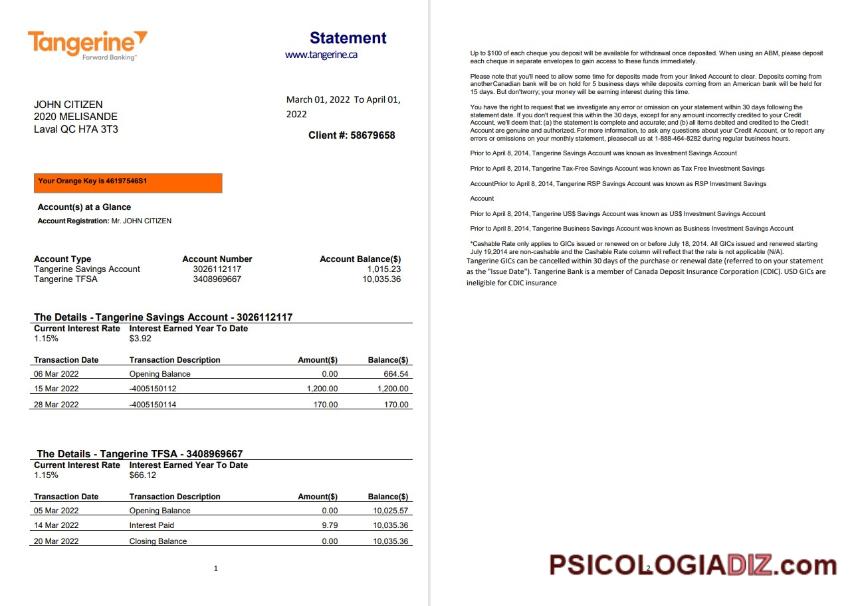 Tangerine
Forward Banking™
Statement
www.tangerine.ca
JOHN CITIZEN
2020 MELISANDE
Laval QC H7A 3T3
March 01, 2022 To April 01,
2022
Client #: 58679658
Your Orange Key is 46197546S1
Account(s) at a Glance
Account Registration: Mr. JOHN CITIZEN
Account Type Account Number Account Balance($)
Tangerine Savings Account 3026112117 1,015.23
Tangerine TFSA 3408969667 10,035.36
The Details - Tangerine Savings Account - 3026112117
Current Interest Rate Interest Earned Year To Date
1.15% $3.92
Transaction Date Transaction Description Amount($) Balance($)
06 Mar 2022 Opening Balance 0.00 664.54
15 Mar 2022 -4005150112 1,200.00 1,200.00
28 Mar 2022 -4005150114 170.00 170.00
The Details - Tangerine TFSA - 3408969667
Current Interest Rate Interest Earned Year To Date
1.15% $66.12
Transaction Date Transaction Description Amount($) Balance($)
05 Mar 2022 Opening Balance 0.00 10,025.57
14 Mar 2022 Interest Paid 9.79 10,035.36
20 Mar 2022 Closing Balance 0.00 10,035.36
1
Up to $100 of each cheque you deposit will be available for withdrawal once deposited. When using an ABM, please deposit
each cheque in separate envelopes to gain access to these funds immediately.
Please note that you'll need to allow some time for deposits made from your linked Account to clear. Deposits coming from
anotherCanadian bank will be on hold for 5 business days while deposits coming from an American bank will be held for
15 days. But don'tworry; your money will be earning interest during this time.
You have the right to request that we investigate any error or omission on your statement within 30 days following the
statement date. If you don't request this within the 30 days, except for any amount incorrectly credited to your Credit
Account, we'll deem that: (a) the statement is complete and accurate; and (b) all items debited and credited to the Credit
Account are genuine and authorized. For more information, to ask any questions about your Credit Account, or to report any
errors or omissions on your monthly statement, pleasecall us at 1-888-464-8282 during regular business hours.
Prior to April 8, 2014, Tangerine Savings Account was known as Investment Savings Account
Prior to April 8, 2014, Tangerine Tax-Free Savings Account was known as Tax Free Investment Savings
AccountPrior to April 8, 2014, Tangerine RSP Savings Account was known as RSP Investment Savings
Account
Prior to April 8, 2014, Tangerine US$ Savings Account was known as US$ Investment Savings Account
Prior to April 8, 2014, Tangerine Business Savings Account was known as Business Investment Savings Account
*Cashable Rate only applies to GICs issued or renewed on or before July 18, 2014. All GICs issued and renewed starting
July 19,2014 are non-cashable and the Cashable Rate column will reflect that the rate is not applicable (N/A).
Tangerine GICs can be cancelled within 30 days of the purchase or renewal date (referred to on your statement
as the "Issue Date"). Tangerine Bank is a member of Canada Deposit Insurance Corporation (CDIC). USD GICs are
ineligible for CDIC insurance
2
PSICOLOGIADIZ.com